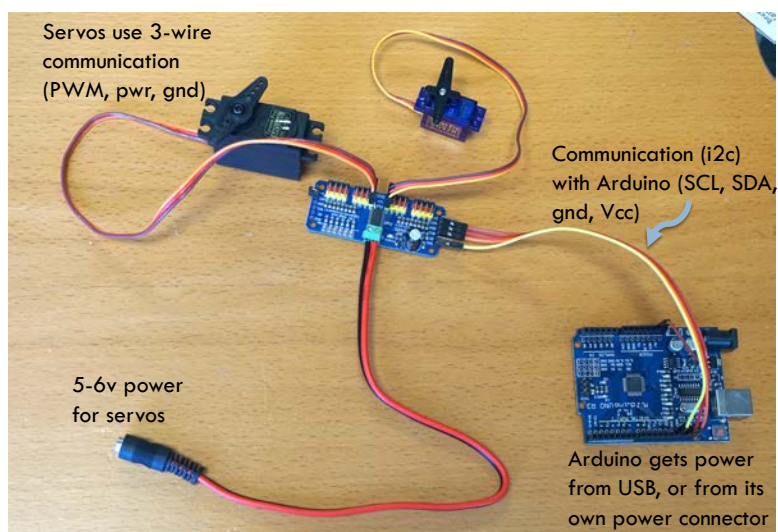 Servos use 3-wire
communication
(PWM, pwr, gnd)
Communication (i2c)
with Arduino (SCL, SDA,
gnd, Vcc)
5-6v power
for servos
Arduino gets power
from USB, or from its
own power connector